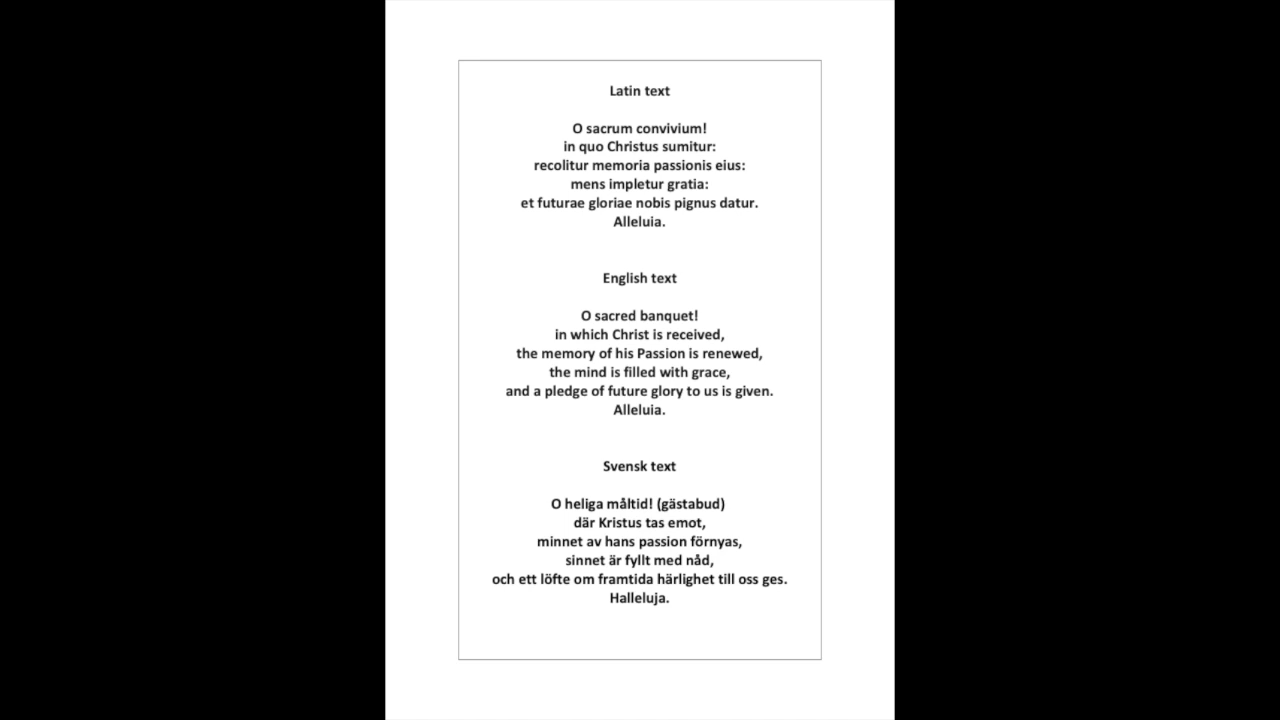 Latin text
O sacrum convivium!
in quo Christus sumitur:
recolitur memoria passionis eius:
mens impletur gratia:
et futurae gloriae nobis pignus datur.
Alleluia.
English text
O sacred banquet!
in which Christ is received,
the memory of his Passion is renewed,
the mind is filled with grace,
and a pledge of future glory to us is given.
Alleluia.
Svensk text
O heliga måltid! (gästabud)
där Kristus tas emot,
minnet av hans passion förnyas,
sinnet är fyllt med nåd,
och ett löfte om framtida härlighet till oss ges.
Halleluja.